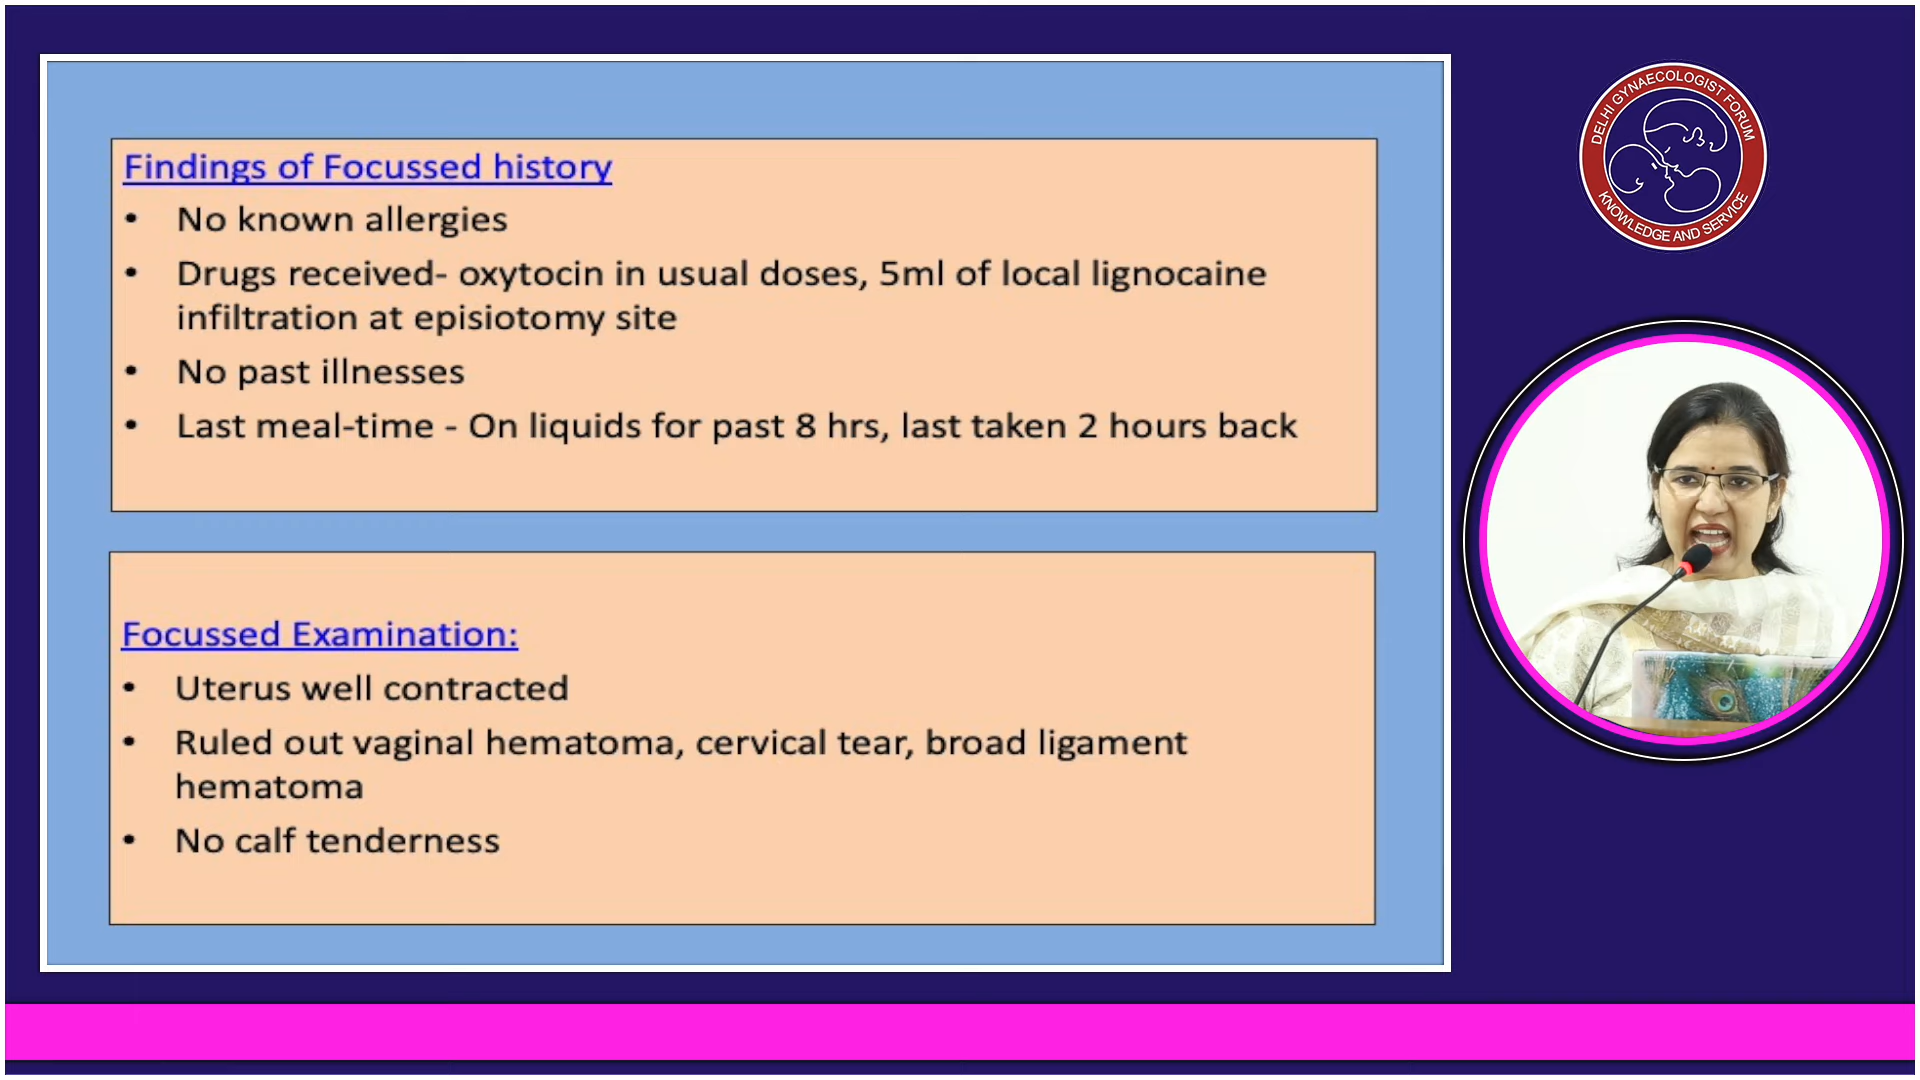 Findings of Focussed history
• No known allergies
• Drugs received- oxytocin in usual doses, 5ml of local lignocaine
infiltration at episiotomy site
• No past illnesses
• Last meal-time - On liquids for past 8 hrs, last taken 2 hours back
Focussed Examination:
• Uterus well contracted
• Ruled out vaginal hematoma, cervical tear, broad ligament
hematoma
• No calf tenderness
DELHI GYNAECOLOGIST FORUM
KNOWLEDGE AND SERVICE